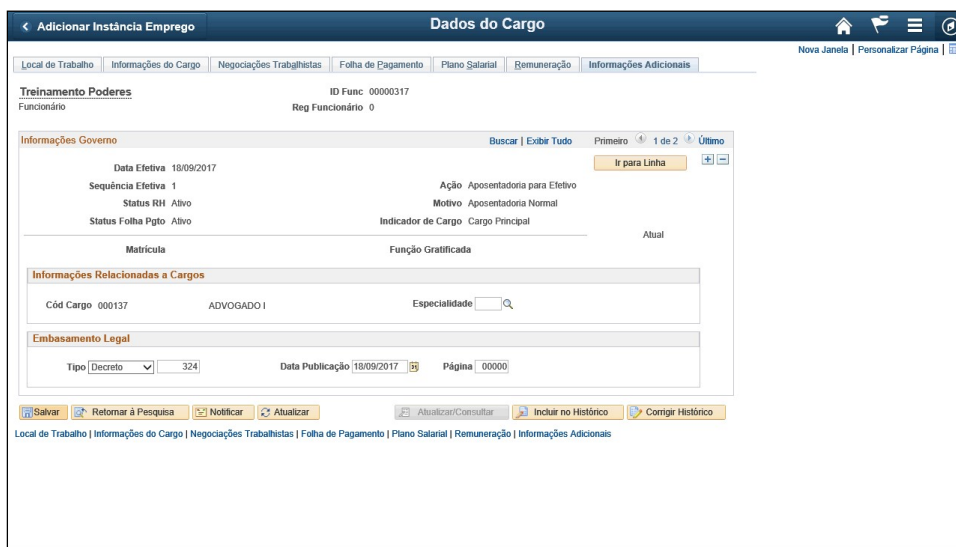 Adicionar Instância Emprego Dados do Cargo
Nova Janela | Personalizar Página |
Local de Trabalho Informações do Cargo Negociações Trabalhistas Folha de Pagamento Plano Salarial Remuneração Informações Adicionais
Treinamento Poderes ID Func 00000317
Funcionário Reg Funcionário 0
Informações Governo Buscar | Exibir Tudo Primeiro 1 de 2 Último
Ir para Linha
Data Efetiva 18/09/2017
Sequência Efetiva 1 Ação Aposentadoria para Efetivo
Status RH Ativo Motivo Aposentadoria Normal
Status Folha Pgto Ativo Indicador de Cargo Cargo Principal
Atual
Matrícula Função Gratificada
Informações Relacionadas a Cargos
Cód Cargo 000137 ADVOGADO I Especialidade
Embasamento Legal
Tipo Decreto 324 Data Publicação 18/09/2017 31 Página 00000
Salvar Retornar à Pesquisa Notificar Atualizar Atualizar/Consultar Incluir no Histórico Corrigir Histórico
Local de Trabalho | Informações do Cargo | Negociações Trabalhistas | Folha de Pagamento | Plano Salarial | Remuneração | Informações Adicionais